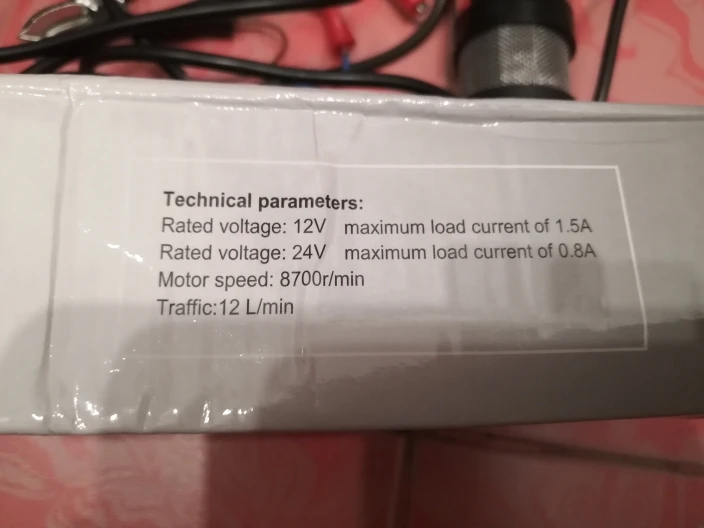 Technical parameters:
Rated voltage: 12V maximum load current of 1.5A
Rated voltage: 24V maximum load current of 0.8A
Motor speed: 8700r/min
Traffic:12 L/min